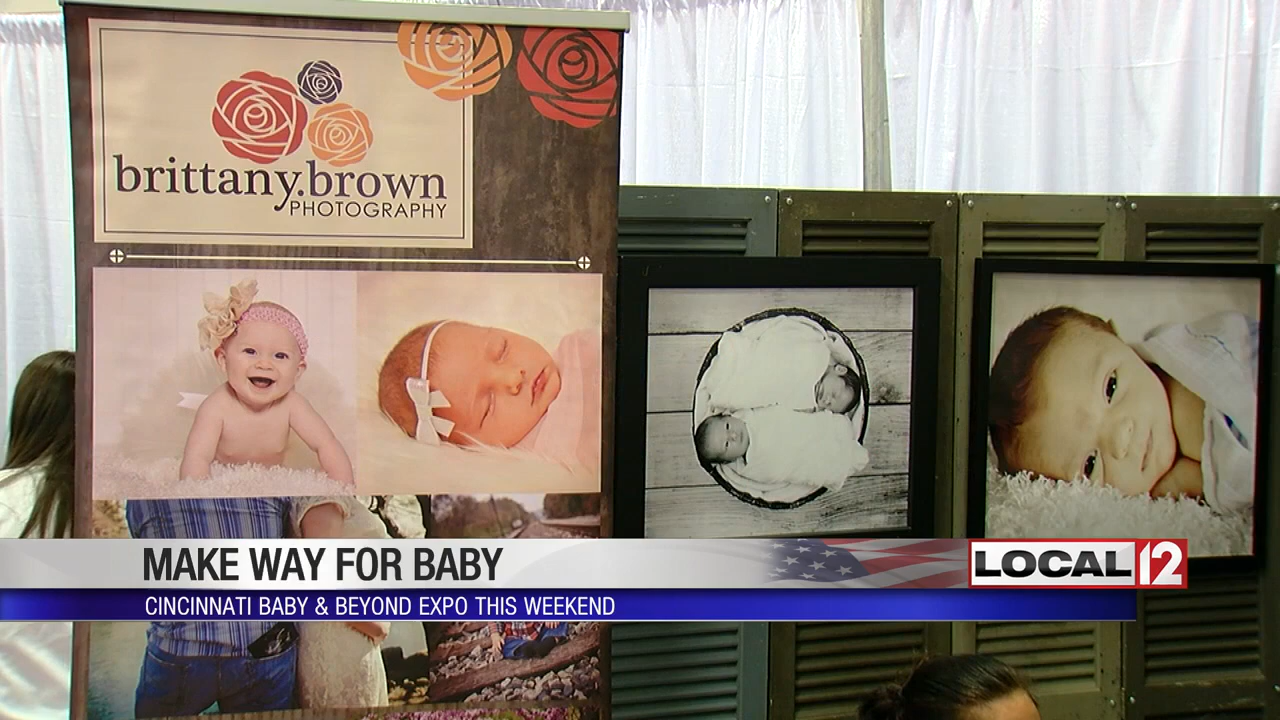 brittany.brown
PHOTOGRAPHY
MAKE WAY FOR BABY
CINCINNATI BABY & BEYOND EXPO THIS WEEKEND
LOCAL 12